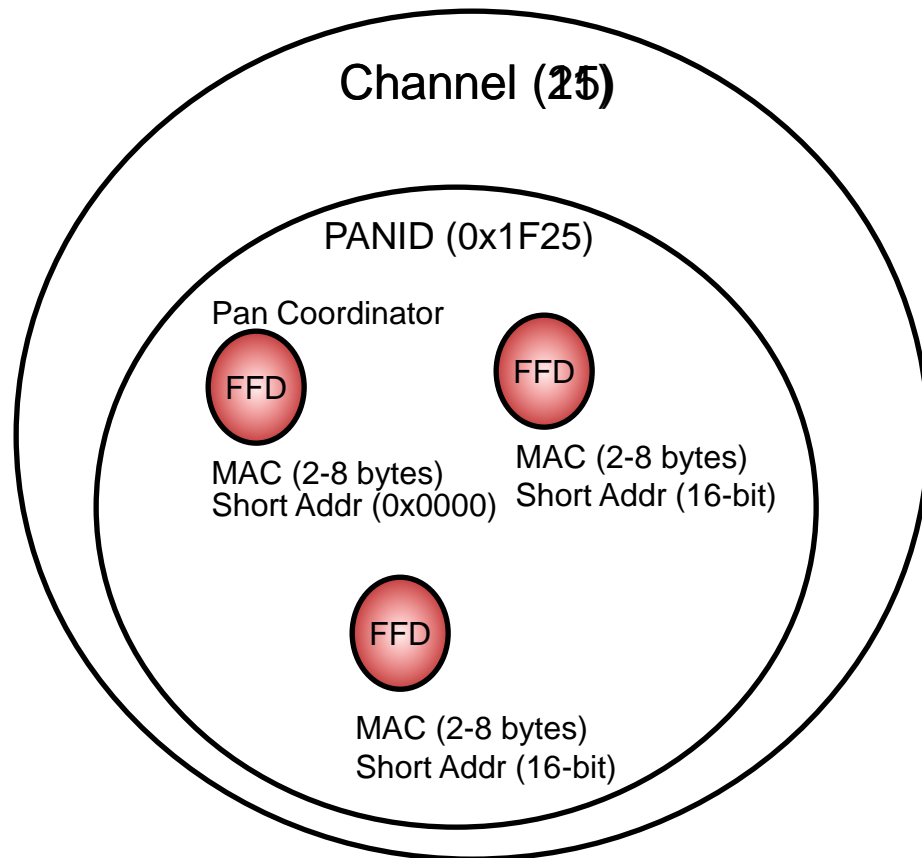 Channel
PANID (0x1F25)
Pan Coordinator
FFD
FFD
MAC (2-8 bytes)
Short Addr (0x0000)
MAC (2-8 bytes)
Short Addr (16-bit)
FFD
MAC (2-8 bytes)
Short Addr (16-bit)